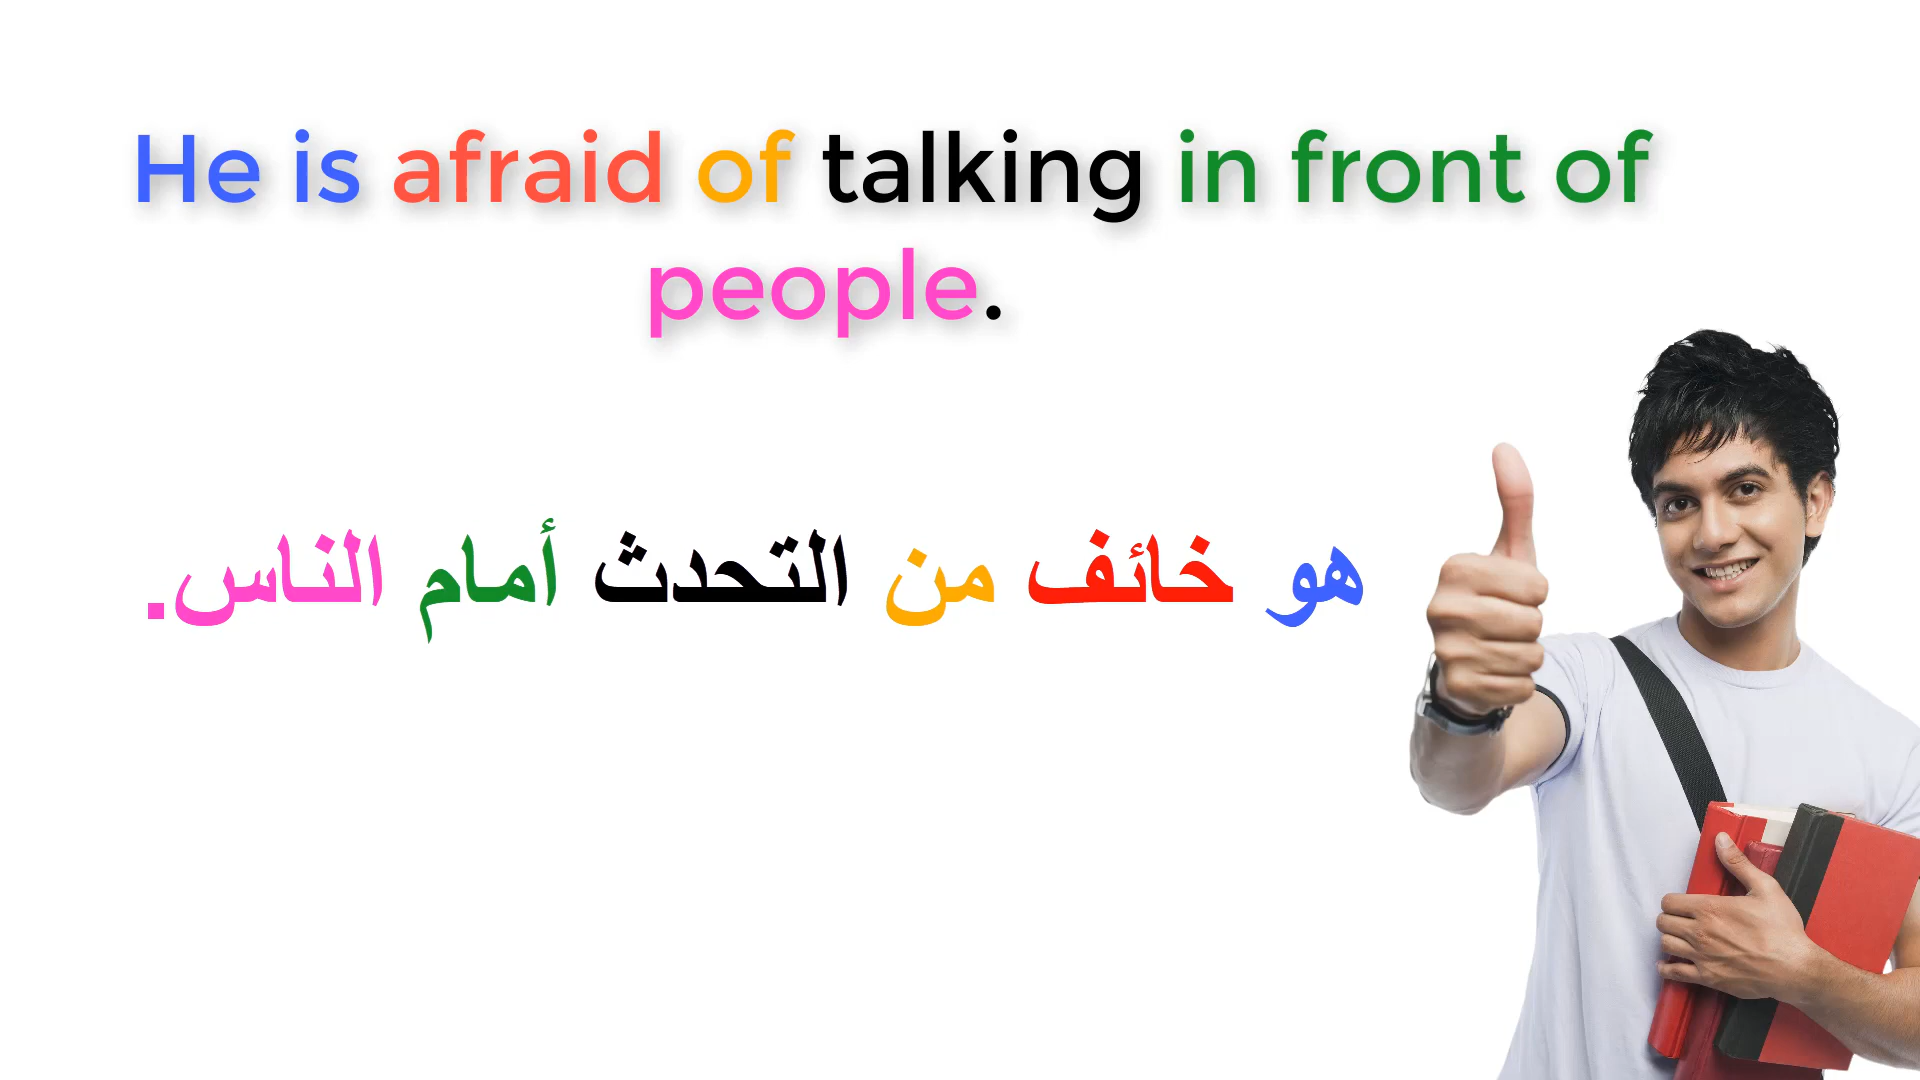 He is afraid of talking in front of
people.
هو خائف من التحدث أمام الناس.